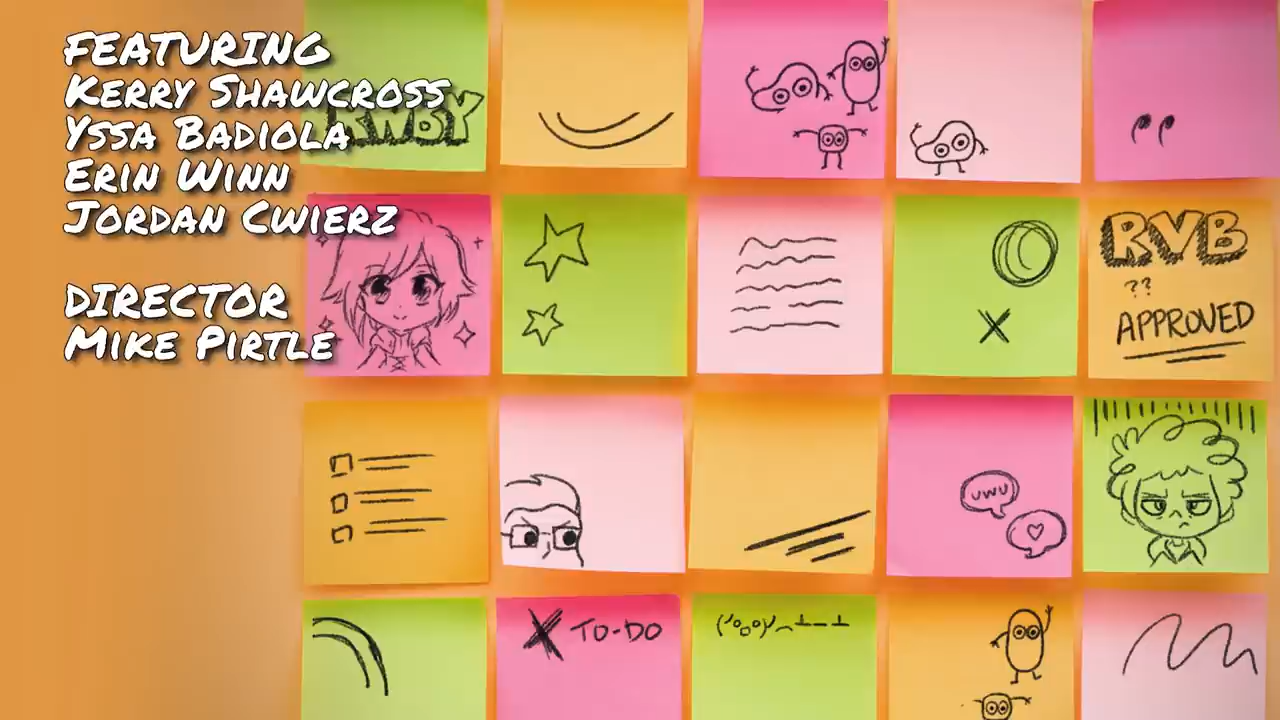 FEATURING
KERRY SHAWCROSS
YSSA BADIOLA
ERIN WINN
JORDAN CWIERZ
DIRECTOR
MIKE PIRTLE
RWBY
RVB
??
APPROVED
UWU
X TO-DO